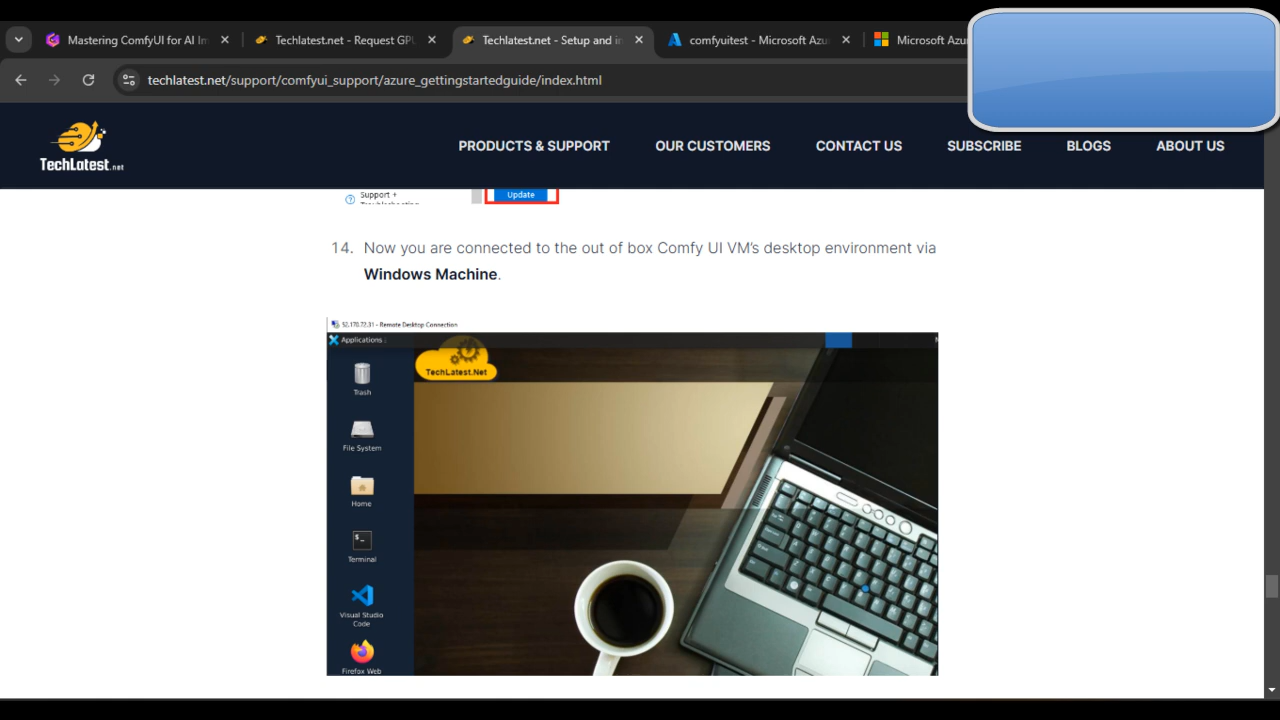 Mastering ComfyUI for AI Im
Techlatest.net - Request GPU
Techlatest.net - Setup and in
comfyuitest - Microsoft Azu
Microsoft Azu
techlatest.net/support/comfyui_support/azure_gettingstartedguide/index.html
TechLatest.net
PRODUCTS & SUPPORT
OUR CUSTOMERS
CONTACT US
SUBSCRIBE
BLOGS
ABOUT US
Support +
Update
14. Now you are connected to the out of box Comfy UI VM's desktop environment via
Windows Machine.
52.170.72.31 - Remote Desktop Connection
Applications
TechLatest.Net
Trash
File System
Home
Terminal
Visual Studio
Code
Firefox Web